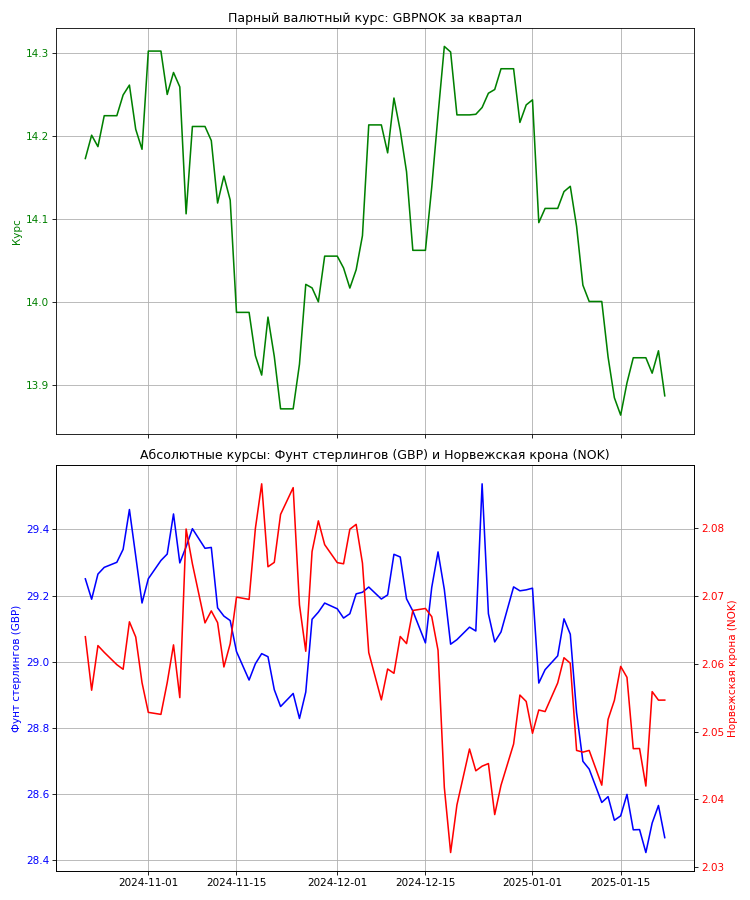 Парный валютный курс: GBPNOK за квартал
14.3
14.2
14.1
14.0
13.9
Курс
Абсолютные курсы: Фунт стерлингов (GBP) и Норвежская крона (NOK)
29.4
29.2
29.0
28.8
28.6
28.4
Фунт стерлингов (GBP)
2.08
2.07
2.06
2.05
2.04
2.03
Норвежская крона (NOK)
2024-11-01 2024-11-15 2024-12-01 2024-12-15 2025-01-01 2025-01-15